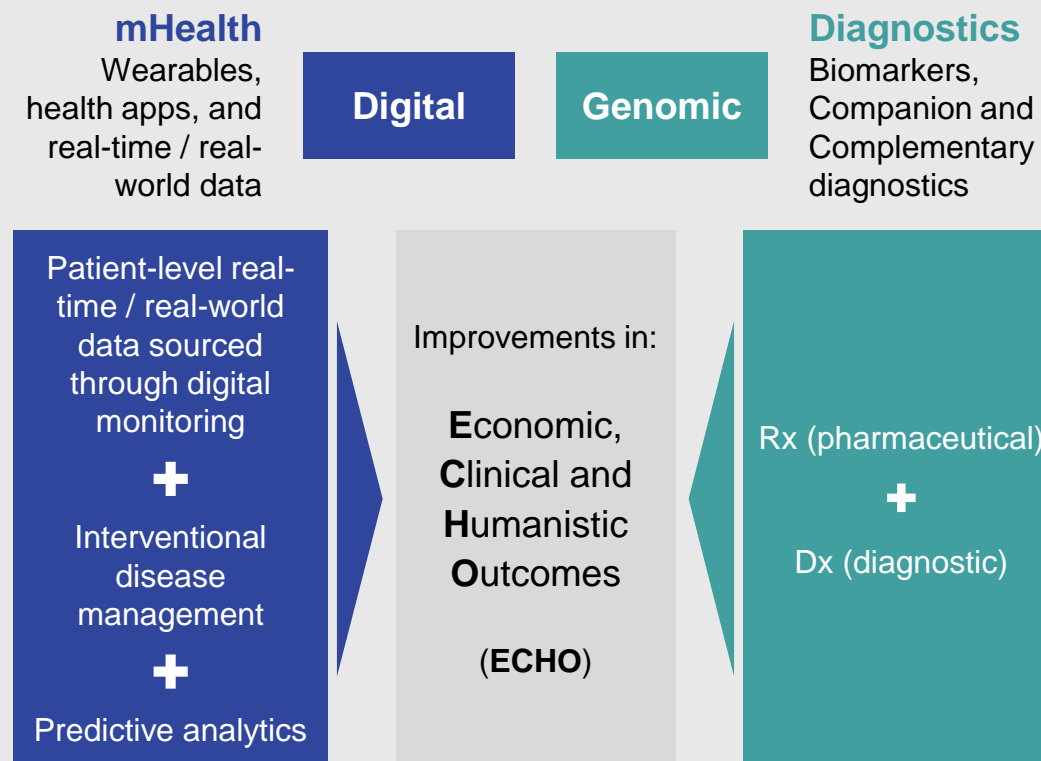 mHealth
Wearables,
health apps, and
real-time / real-
world data
Digital
Genomic
Diagnostics
Biomarkers,
Companion and
Complementary
diagnostics
Patient-level real-
time / real-world
data sourced
through digital
monitoring
+
Interventional
disease
management
+
Predictive analytics
Improvements in:
Economic,
Clinical and
Humanistic
Outcomes
(ECHO)
Rx (pharmaceutical)
+
Dx (diagnostic)